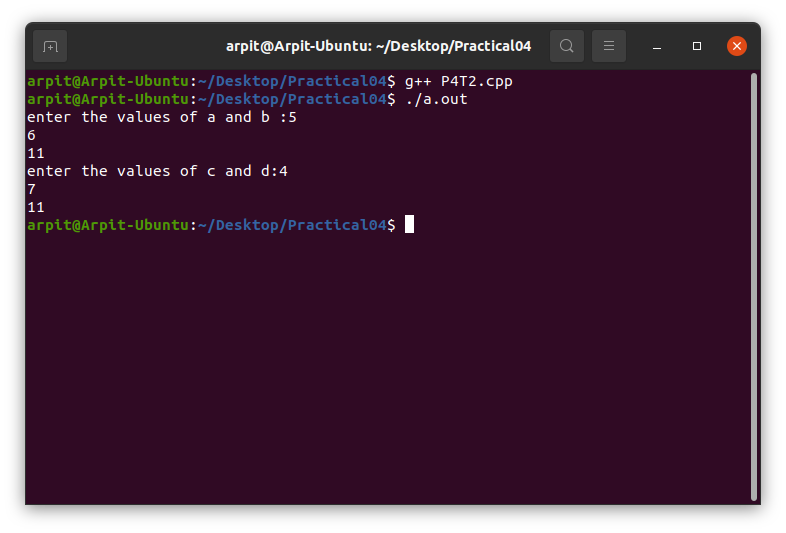 arpit@Arpit-Ubuntu: ~/Desktop/Practical04
arpit@Arpit-Ubuntu:~/Desktop/Practical04$ g++ P4T2.cpp
arpit@Arpit-Ubuntu:~/Desktop/Practical04$ ./a.out
enter the values of a and b :5
6
11
enter the values of c and d:4
7
11
arpit@Arpit-Ubuntu:~/Desktop/Practical04$